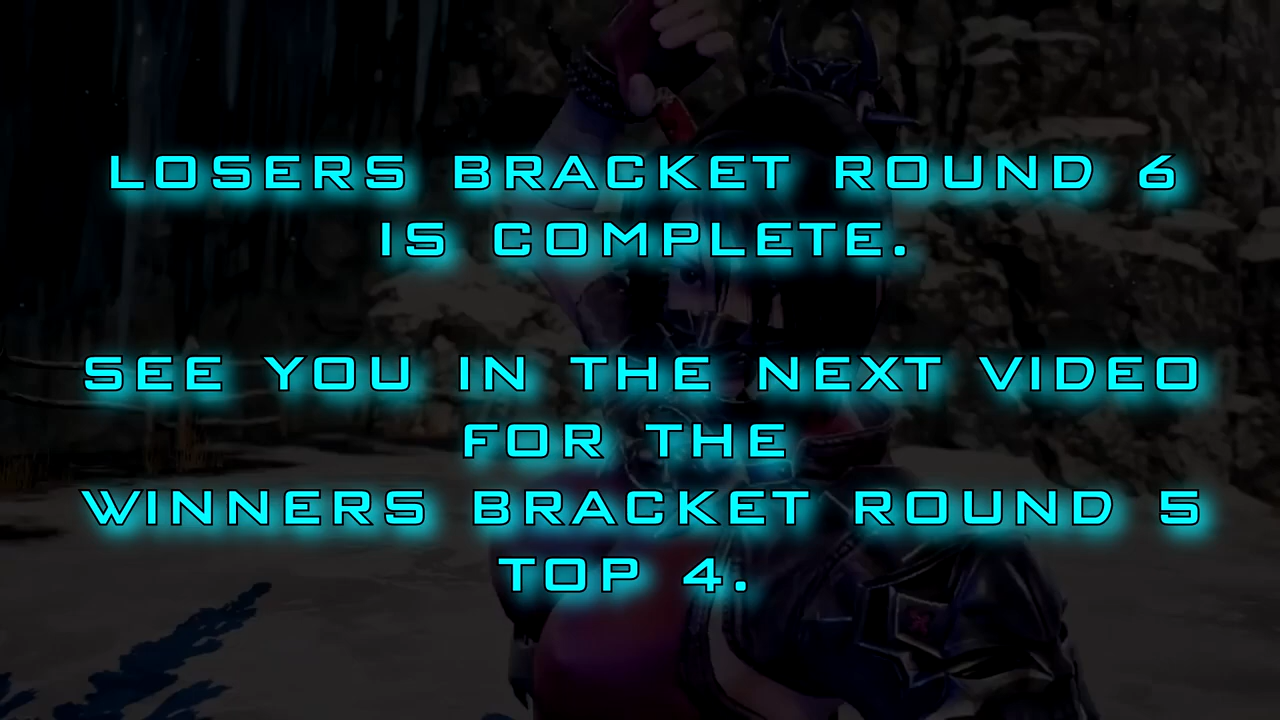 LOSERS BRACKET ROUND 6
IS COMPLETE.
SEE YOU IN THE NEXT VIDEO
FOR THE
WINNERS BRACKET ROUND 5
TOP 4.